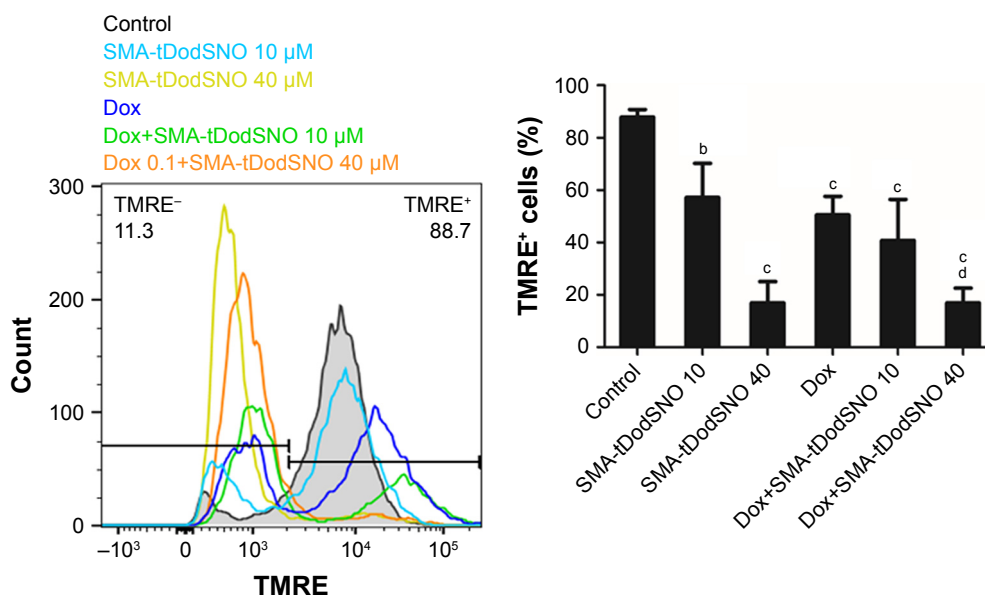 Control
SMA-tDodSNO 10 µM
SMA-tDodSNO 40 µM
Dox
Dox+SMA-tDodSNO 10 µM
Dox 0.1+SMA-tDodSNO 40 µM
300
200
100
0
Count
TMRE⁻
11.3
TMRE⁺
88.7
–10³
0
10³
10⁴
10⁵
TMRE
100
80
60
40
20
0
TMRE⁺ cells (%)
b
c
c
c
c
d
Control
SMA-tDodSNO 10
SMA-tDodSNO 40
Dox
Dox+SMA-tDodSNO 10
Dox+SMA-tDodSNO 40